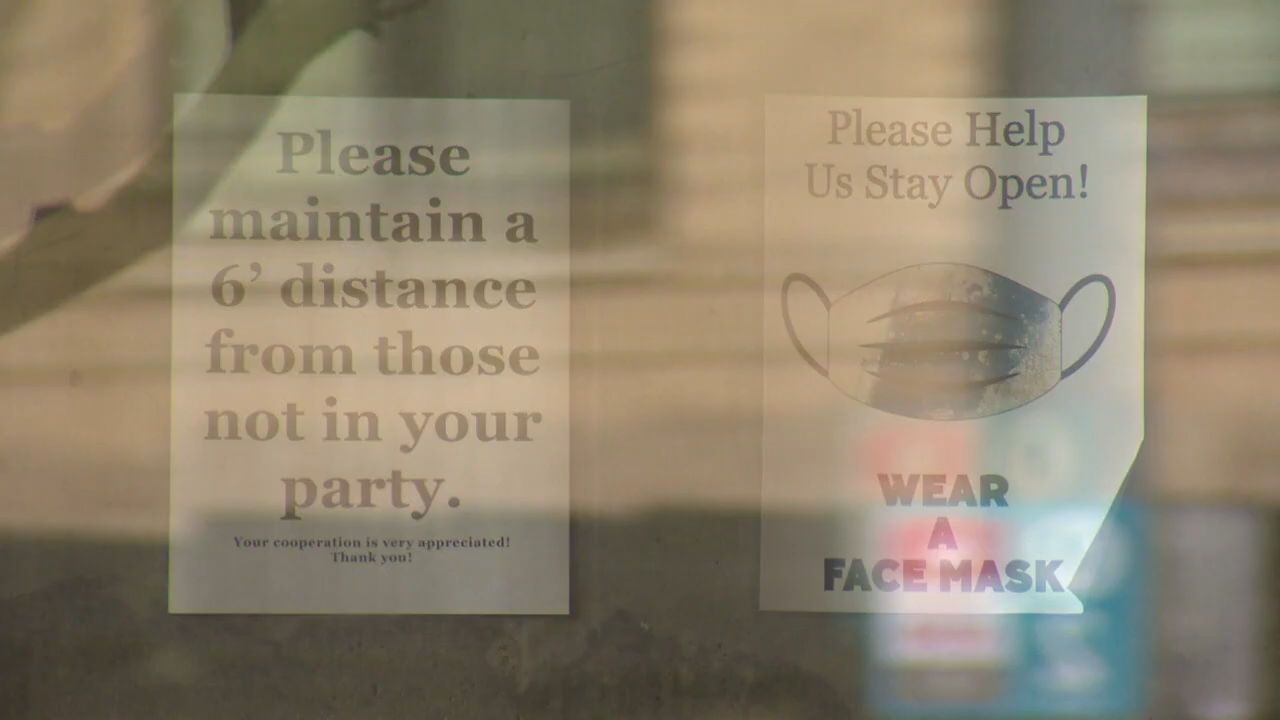 Please
maintain a
6’ distance
from those
not in your
party.
Your cooperation is very appreciated!
Thank you!
Please Help
Us Stay Open!
WEAR
A
FACE MASK